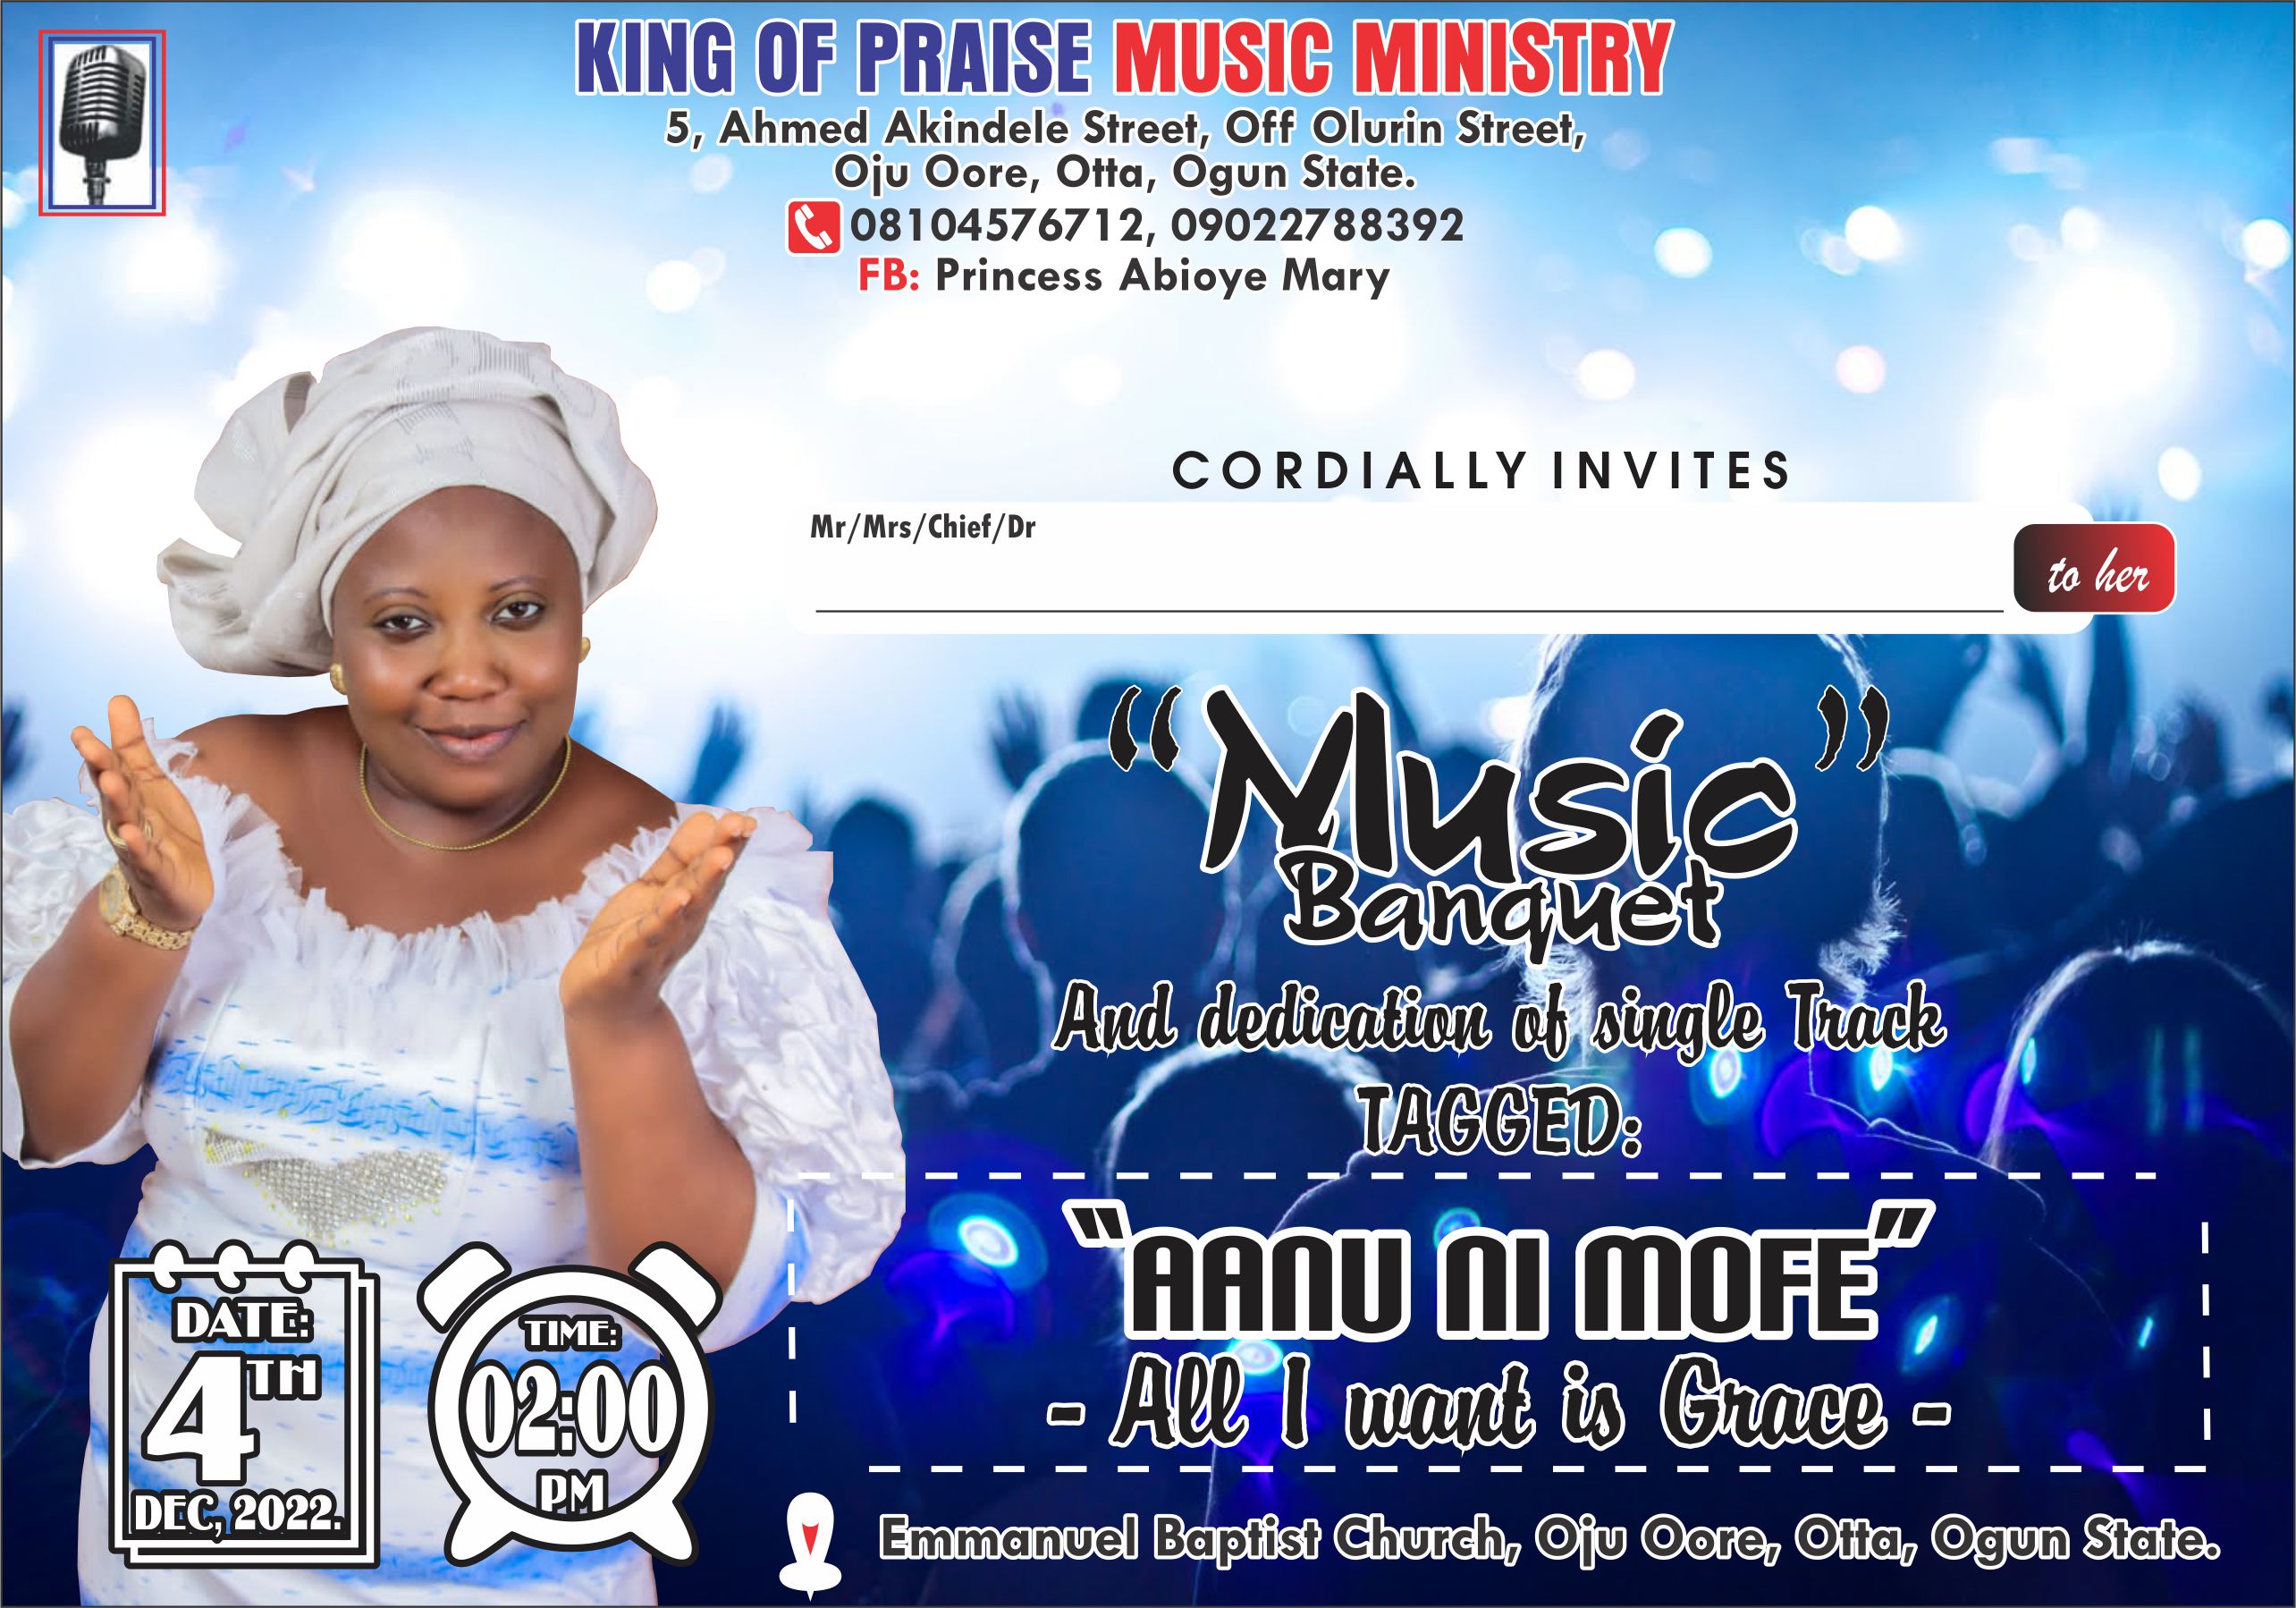 KING OF PRAISE MUSIC MINISTRY
5, Ahmed Akindele Street, Off Olurin Street,
Oju Oore, Otta, Ogun State.
08104576712, 09022788392
FB: Princess Abioye Mary
CORDIALLY INVITES
Mr/Mrs/Chief/Dr
to her
"Music"
Banquet
And dedication of single Track
TAGGED:
"AANU NI MOFE"
- All I want is Grace -
DATE:
4TH
DEC, 2022.
TIME:
02:00
PM
Emmanuel Baptist Church, Oju Oore, Otta, Ogun State.